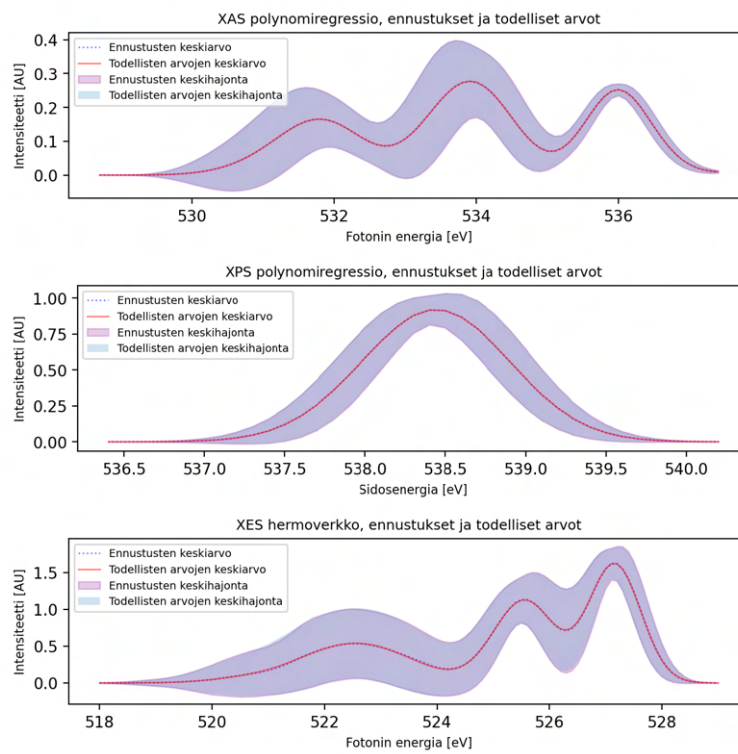 XAS polynomiregressio, ennustukset ja todelliset arvot
Ennustusten keskiarvo
Todellisten arvojen keskiarvo
Ennustusten keskihajonta
Todellisten arvojen keskihajonta
Intensiteetti [AU]
0.4
0.3
0.2
0.1
0.0
530 532 534 536
Fotonin energia [eV]
XPS polynomiregressio, ennustukset ja todelliset arvot
Ennustusten keskiarvo
Todellisten arvojen keskiarvo
Ennustusten keskihajonta
Todellisten arvojen keskihajonta
Intensiteetti [AU]
1.00
0.75
0.50
0.25
0.00
536.5 537.0 537.5 538.0 538.5 539.0 539.5 540.0
Sidosenergia [eV]
XES hermoverkko, ennustukset ja todelliset arvot
Ennustusten keskiarvo
Todellisten arvojen keskiarvo
Ennustusten keskihajonta
Todellisten arvojen keskihajonta
Intensiteetti [AU]
1.5
1.0
0.5
0.0
518 520 522 524 526 528
Fotonin energia [eV]